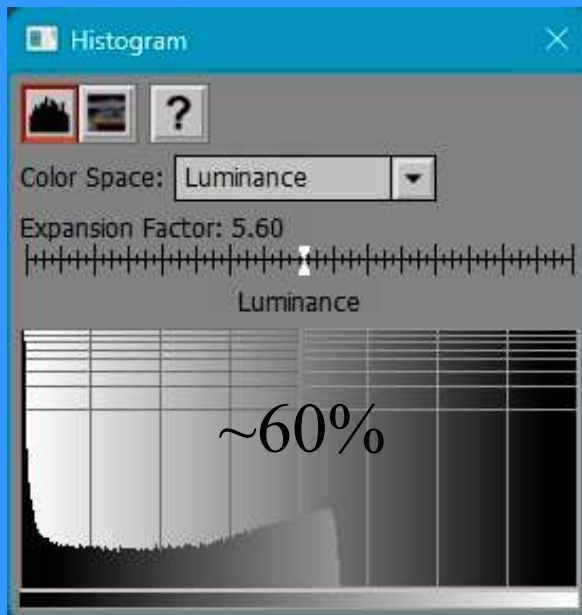 Histogram
?
Color Space: Luminance
Expansion Factor: 5.60
Luminance
~60%